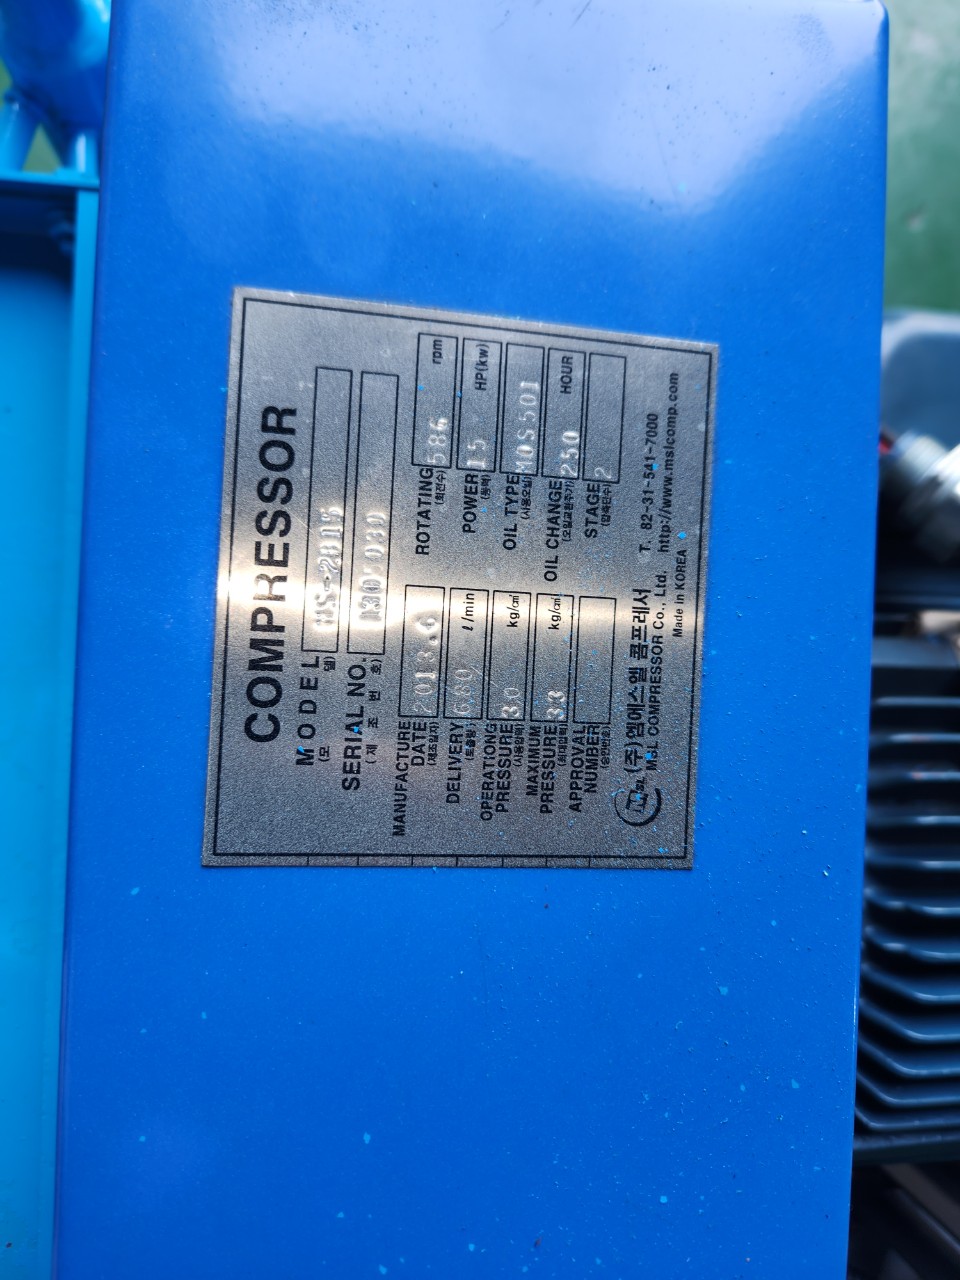 COMPRESSOR
MODEL
(모 델) MS-2815
SERIAL NO.
(제 조 번 호)
MANUFACTURE
DATE
(제조일자) 2013.6
DELIVERY
(토출량) 680 ℓ/min
OPERATIONG
PRESSURE
(사용압력) 30 kg/㎠
MAXIMUM
PRESSURE
(최대압력) 33 kg/㎠
APPROVAL
NUMBER
(승인번호)
ROTATING
(회전수) 586 rpm
POWER
(동력) 15 HP(kw)
OIL TYPE
(사용오일) MOS501
OIL CHANGE
(오일교환주기) 250 HOUR
STAGE
(압축단수) 2
MSL (주)엠에스엘 콤프레서
MSL COMPRESSOR Co., Ltd.
T. 82-31-541-7000
http://www.mslcomp.com
Made in KOREA